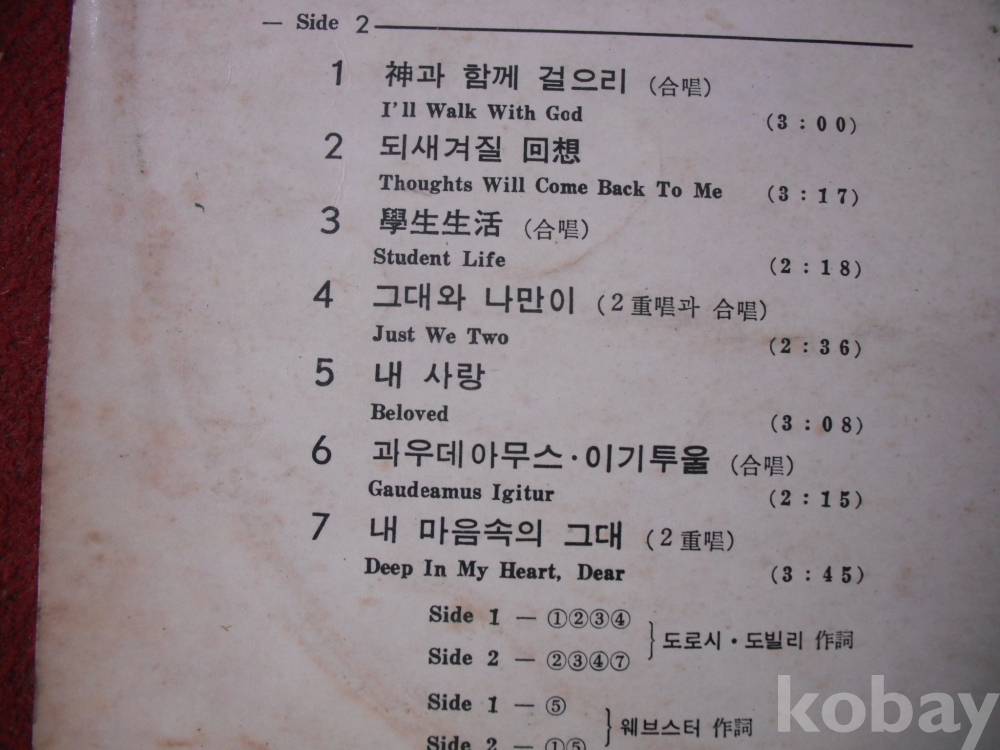 — Side 2
1 神과 함께 걸으리 (合唱)
I'll Walk With God (3:00)
2 되새겨질 回想
Thoughts Will Come Back To Me (3:17)
3 學生生活 (合唱)
Student Life (2:18)
4 그대와 나만이 (2重唱과 合唱)
Just We Two (2:36)
5 내 사랑
Beloved (3:08)
6 과우데아무스·이기투울 (合唱)
Gaudeamus Igitur (2:15)
7 내 마음속의 그대 (2重唱)
Deep In My Heart, Dear (3:45)
Side 1 — ①②③④
Side 2 — ②③④⑦
} 도로시·도빌리 作詞
Side 1 — ⑤
Side 2 — ①⑤
} 웨브스터 作詞
kobay